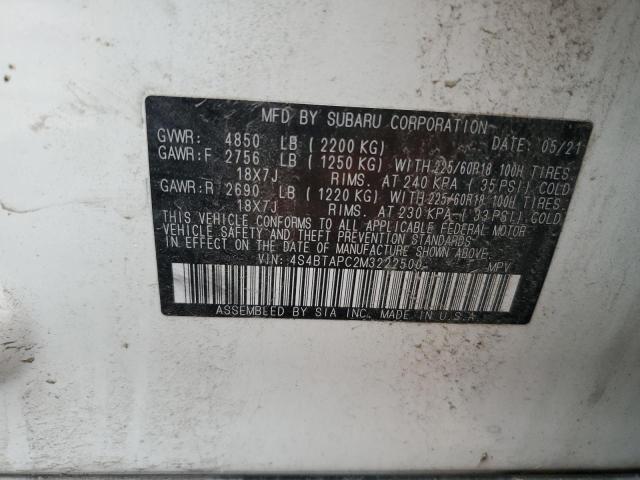 MFD BY SUBARU CORPORATION
DATE: 05/21
GVWR: 4850 LB (2200 KG)
GAWR:F 2756 LB (1250 KG) WITH 225/60R18 100H TIRES.
18X7J RIMS. AT 240 KPA (35 PSI) COLD
GAWR:R 2690 LB (1220 KG) WITH 225/60R18 100H TIRES.
18X7J RIMS. AT 230 KPA (33 PSI) COLD
THIS VEHICLE CONFORMS TO ALL APPLICABLE FEDERAL MOTOR
VEHICLE SAFETY AND THEFT PREVENTION STANDARDS
IN EFFECT ON THE DATE OF MANUFACTURE SHOWN ABOVE.
VIN: 4S4BTAPC2M3222500 MPV
ASSEMBLED BY SIA INC. MADE IN U.S.A.